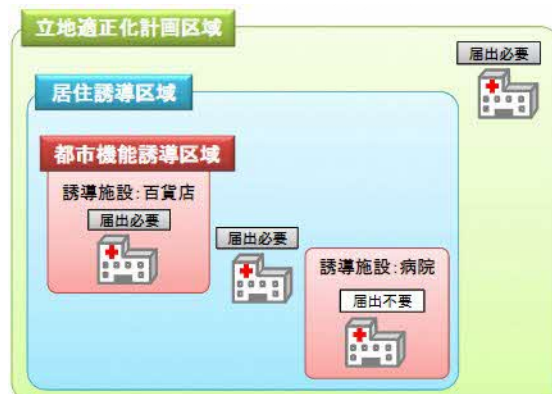 立地適正化計画区域
届出必要
居住誘導区域
都市機能誘導区域
誘導施設:百貨店
届出必要
届出必要
誘導施設:病院
届出不要